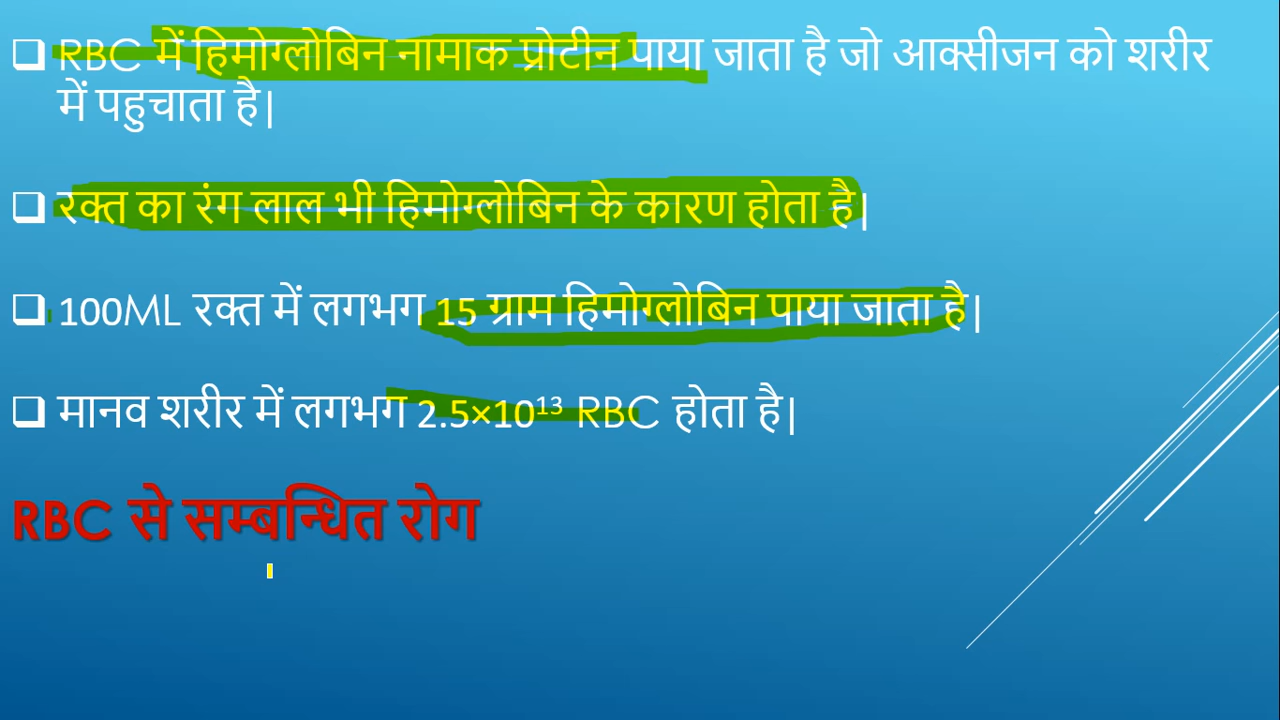 ❑ RBC में हिमोग्लोबिन नामाक प्रोटीन पाया जाता है जो आक्सीजन को शरीर
में पहुचाता है|
❑ रक्त का रंग लाल भी हिमोग्लोबिन के कारण होता है|
❑ 100ML रक्त में लगभग 15 ग्राम हिमोग्लोबिन पाया जाता है|
❑ मानव शरीर में लगभग 2.5×10¹³ RBC होता है|
RBC से सम्बन्धित रोग